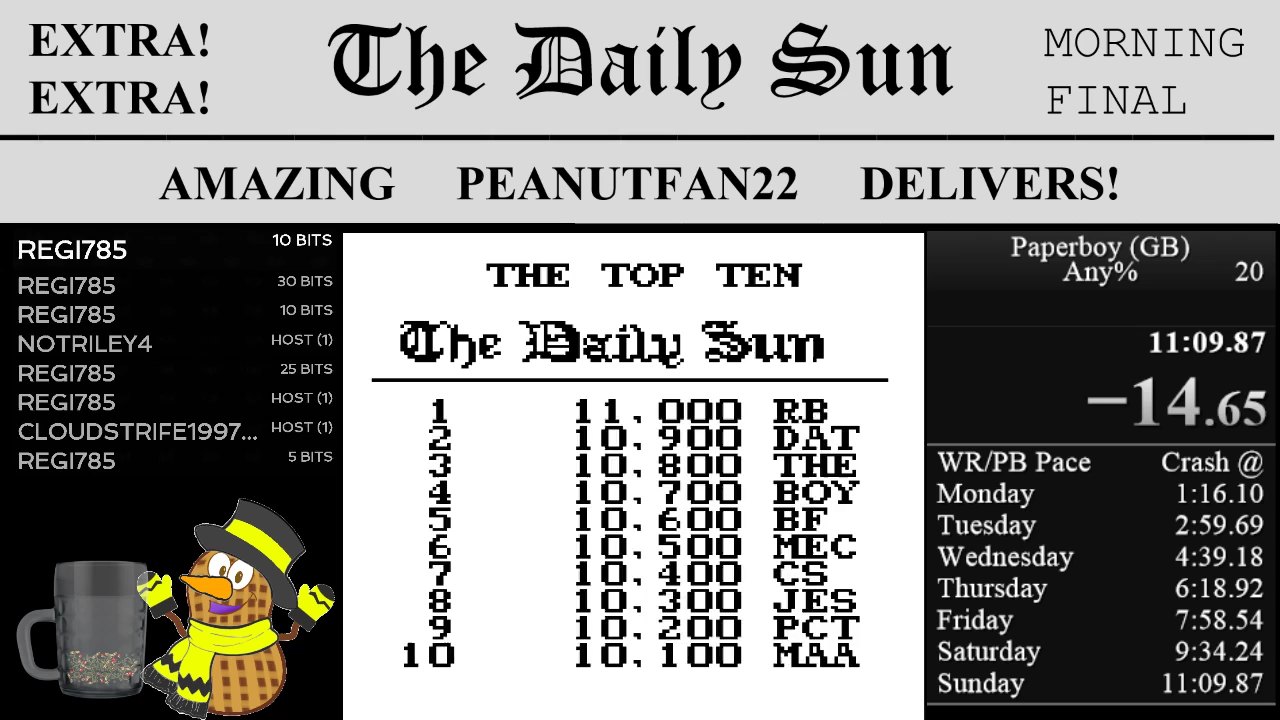 EXTRA!
EXTRA!
The Daily Sun
MORNING
FINAL
AMAZING PEANUTFAN22 DELIVERS!
REGI785 10 BITS
REGI785 30 BITS
REGI785 10 BITS
NOTRILEY4 HOST (1)
REGI785 25 BITS
REGI785 HOST (1)
CLOUDSTRIFE1997... HOST (1)
REGI785 5 BITS
THE TOP TEN
The Daily Sun
1 11,000 RB
2 10,900 DAT
3 10,800 THE
4 10,700 BOY
5 10,600 BF
6 10,500 MEC
7 10,400 CS
8 10,300 JES
9 10,200 PCT
10 10,100 MAA
Paperboy (GB)
Any% 20
11:09.87
−14.65
WR/PB Pace Crash @
Monday 1:16.10
Tuesday 2:59.69
Wednesday 4:39.18
Thursday 6:18.92
Friday 7:58.54
Saturday 9:34.24
Sunday 11:09.87